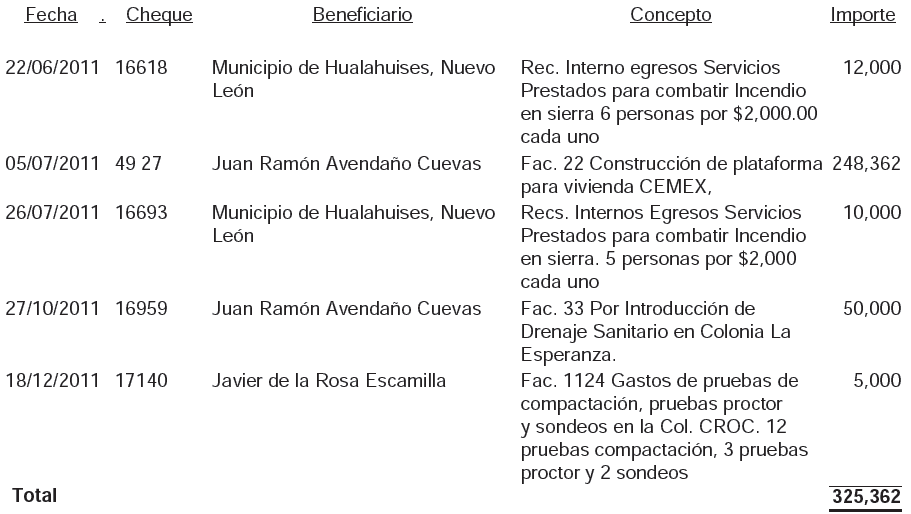 Fecha . Cheque Beneficiario Concepto Importe
22/06/2011 16618 Municipio de Hualahuises, Nuevo Rec. Interno egresos Servicios 12,000
León Prestados para combatir Incendio
en sierra 6 personas por $2,000.00
cada uno
05/07/2011 49 27 Juan Ramón Avendaño Cuevas Fac. 22 Construcción de plataforma 248,362
para vivienda CEMEX,
26/07/2011 16693 Municipio de Hualahuises, Nuevo Recs. Internos Egresos Servicios 10,000
León Prestados para combatir Incendio
en sierra. 5 personas por $2,000
cada uno
27/10/2011 16959 Juan Ramón Avendaño Cuevas Fac. 33 Por Introducción de 50,000
Drenaje Sanitario en Colonia La
Esperanza.
18/12/2011 17140 Javier de la Rosa Escamilla Fac. 1124 Gastos de pruebas de 5,000
compactación, pruebas proctor
y sondeos en la Col. CROC. 12
pruebas compactación, 3 pruebas
proctor y 2 sondeos
Total 325,362